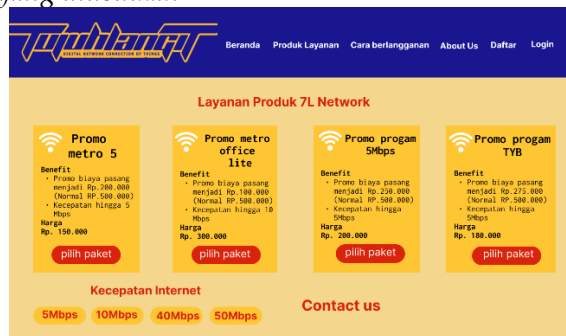 Tujuhlangit
DIGITAL NETWORK CONNECTION OF THINGS
Beranda Produk Layanan Cara berlangganan About Us Daftar Login
Layanan Produk 7L Network
Promo
metro 5
Benefit
• Promo biaya pasang
menjadi Rp.200.000
(Normal RP.500.000)
• Kecepatan hingga 5
Mbps
Harga
Rp. 150.000
pilih paket
Promo metro
office
lite
Benefit
• Promo biaya pasang
menjadi Rp.100.000
(Normal RP.500.000)
• Kecepatan hingga 10
Mbps
Harga
Rp. 300.000
pilih paket
Promo progam
5Mbps
Benefit
• Promo biaya pasang
menjadi Rp.250.000
(Normal RP.500.000)
• Kecepatan hingga
5Mbps
Harga
Rp. 200.000
pilih paket
Promo progam
TYB
Benefit
• Promo biaya pasang
menjadi Rp.275.000
(Normal RP.500.000)
• Kecepatan hingga
5Mbps
Harga
Rp. 180.000
pilih paket
Kecepatan Internet
5Mbps 10Mbps 40Mbps 50Mbps
Contact us